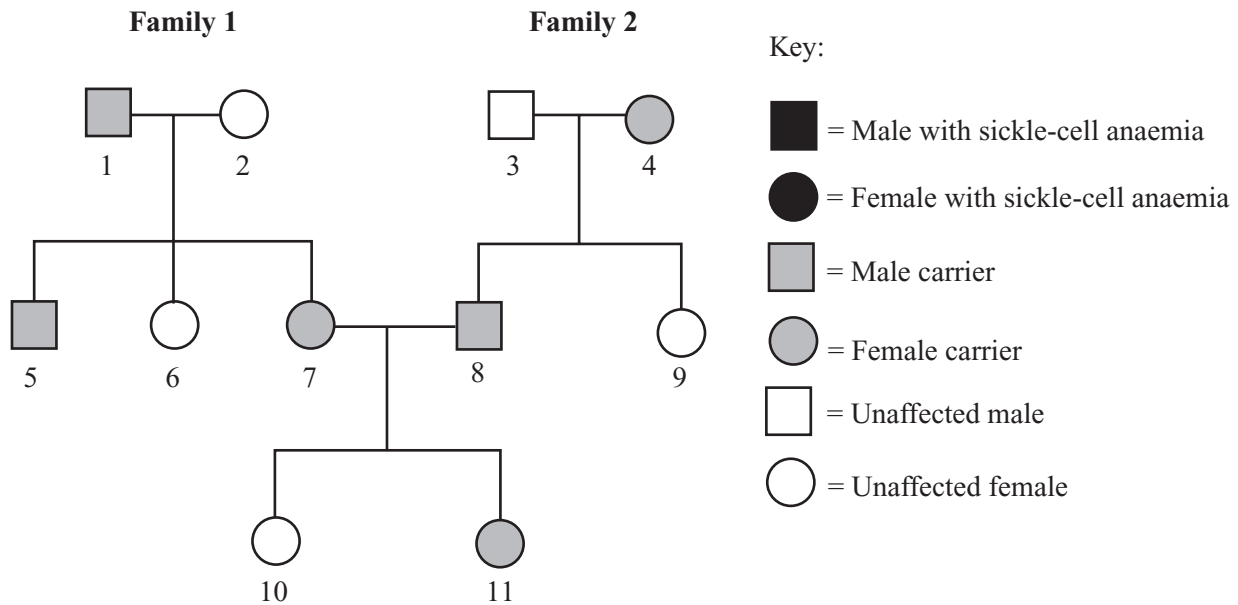 Family 1
Family 2
Key:
1
2
3
4
= Male with sickle-cell anaemia
= Female with sickle-cell anaemia
= Male carrier
5
6
7
8
9
= Female carrier
= Unaffected male
= Unaffected female
10
11